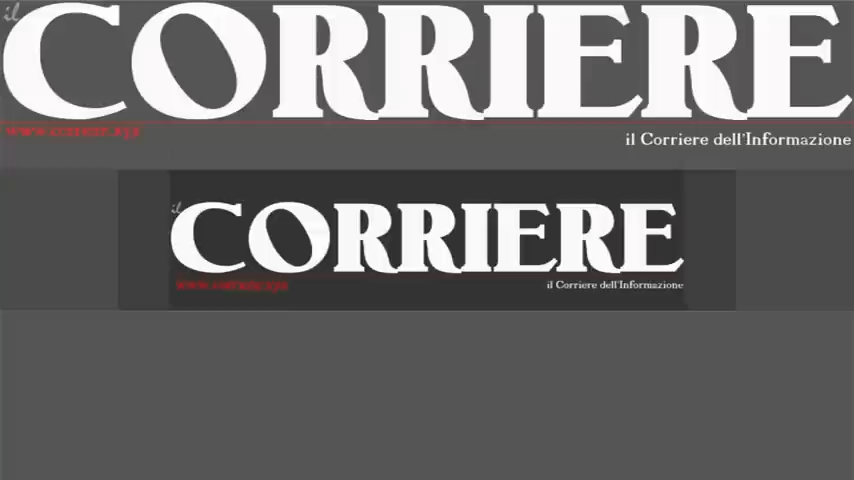 il
CORRIERE
il Corriere dell'Informazione
il
CORRIERE
il Corriere dell'Informazione